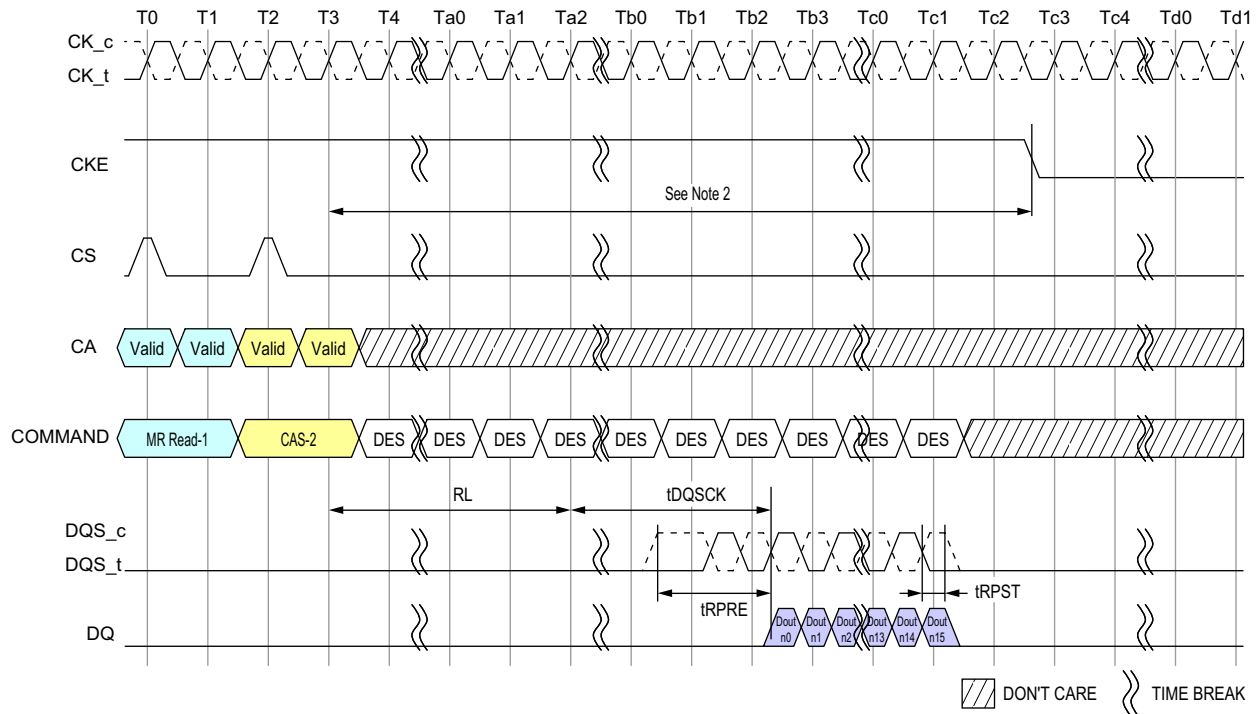 T0 T1 T2 T3 T4 Ta0 Ta1 Ta2 Tb0 Tb1 Tb2 Tb3 Tc0 Tc1 Tc2 Tc3 Tc4 Td0 Td1
CK_c
CK_t
CKE
See Note 2
CS
CA Valid Valid Valid Valid
COMMAND MR Read-1 CAS-2 DES DES DES DES DES DES DES DES DES DES
RL tDQSCK
DQS_c
DQS_t
tRPRE tRPST
DQ Dout n0 Dout n1 Dout n2 Dout n13 Dout n14 Dout n15
DON'T CARE TIME BREAK